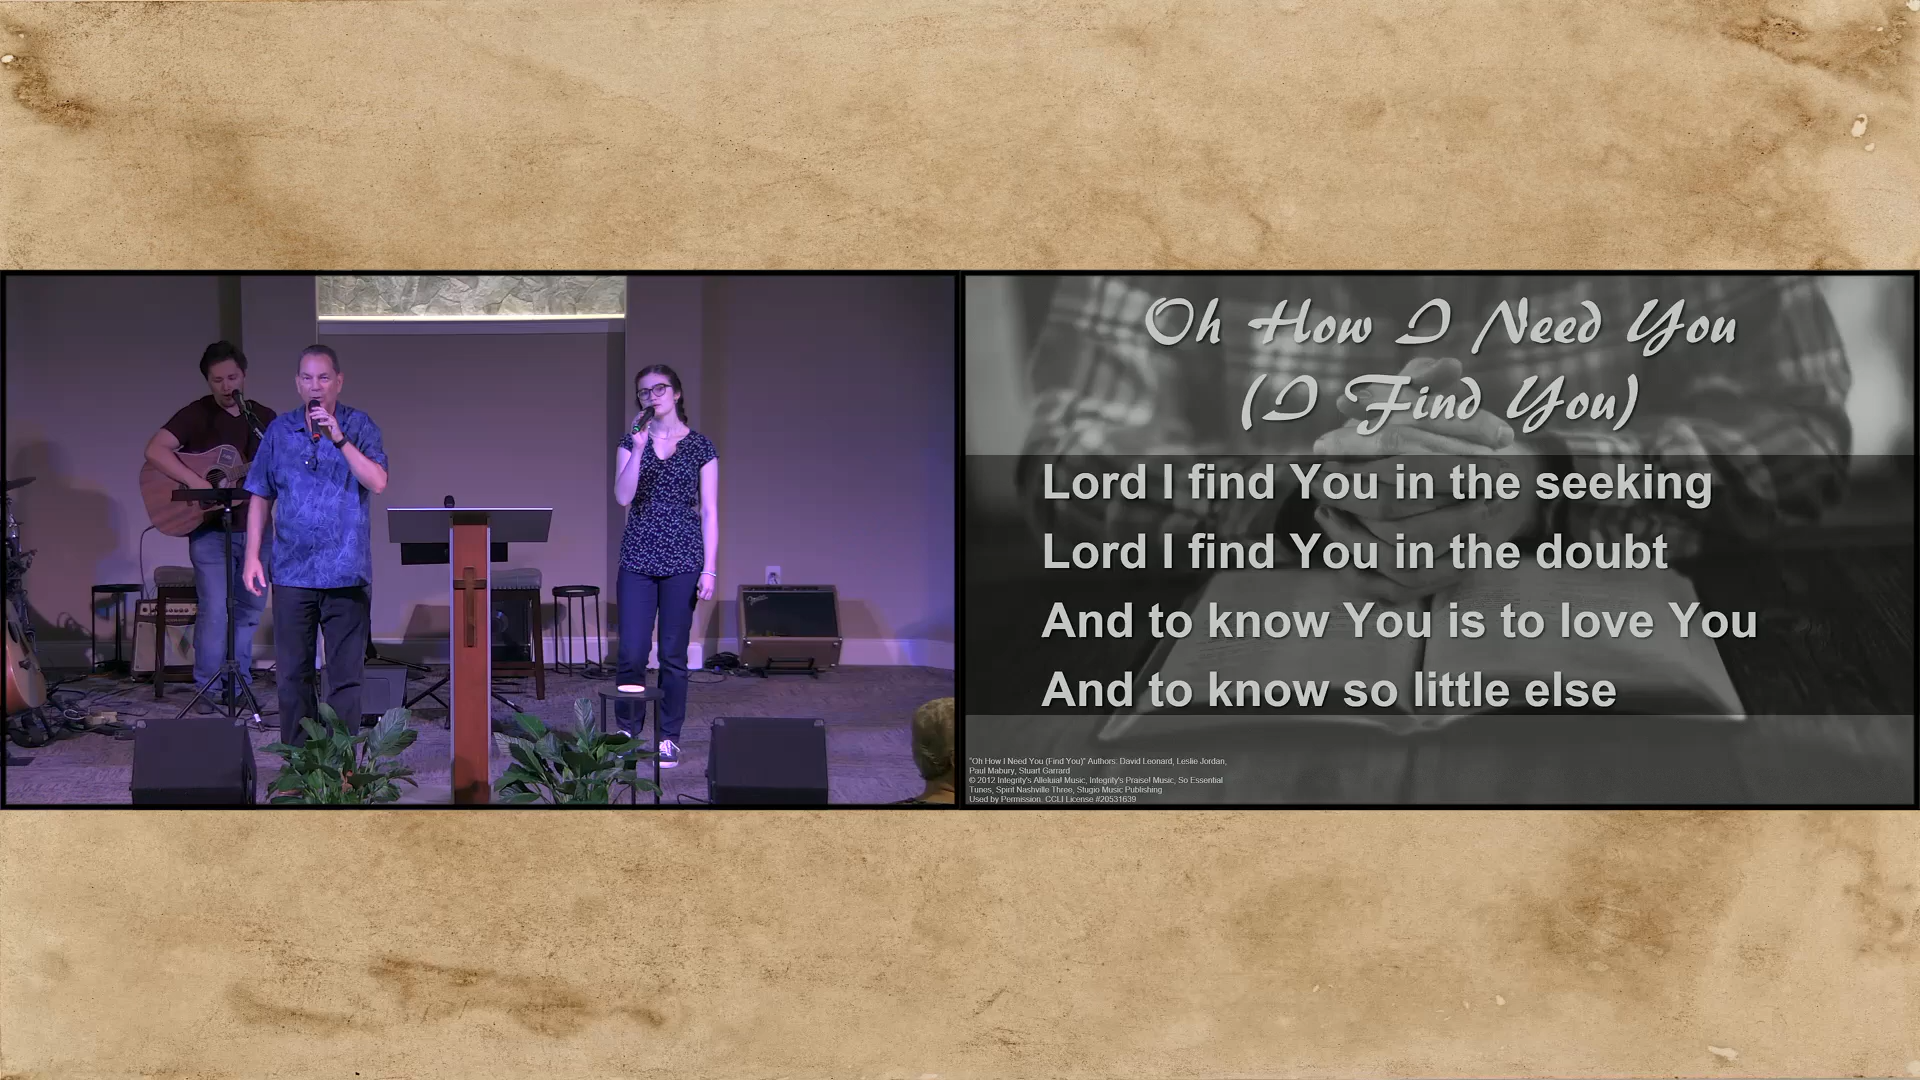 Oh How I Need You
(I Find You)
Lord I find You in the seeking
Lord I find You in the doubt
And to know You is to love You
And to know so little else
"Oh How I Need You (Find You)" Authors: David Leonard, Leslie Jordan,
Paul Mabury, Stuart Garrard
© 2012 Integrity's Alleluia! Music, Integrity's Praise! Music, So Essential
Tunes, Spirit Nashville Three, Stugio Music Publishing
Used by Permission. CCLI License #20531639